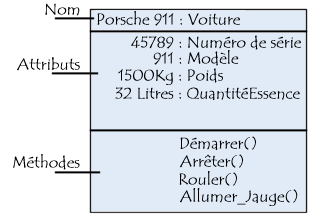 Nom
Porsche 911 : Voiture
Attributs
45789 : Numéro de série
911 : Modèle
1500Kg : Poids
32 Litres : QuantitéEssence
Méthodes
Démarrer()
Arrêter()
Rouler()
Allumer_Jauge()